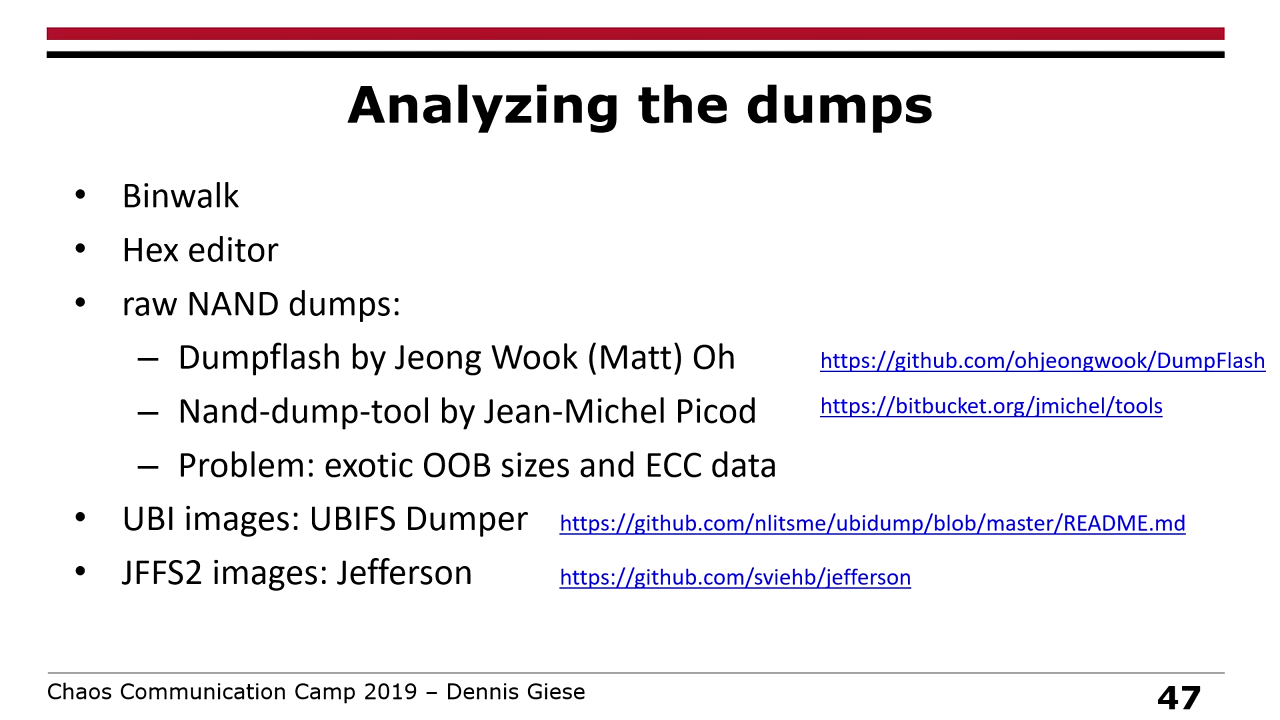 Analyzing the dumps
• Binwalk
• Hex editor
• raw NAND dumps:
– Dumpflash by Jeong Wook (Matt) Oh https://github.com/ohjeongwook/DumpFlash
– Nand-dump-tool by Jean-Michel Picod https://bitbucket.org/jmichel/tools
– Problem: exotic OOB sizes and ECC data
• UBI images: UBIFS Dumper https://github.com/nlitsme/ubidump/blob/master/README.md
• JFFS2 images: Jefferson https://github.com/sviehb/jefferson
Chaos Communication Camp 2019 – Dennis Giese 47